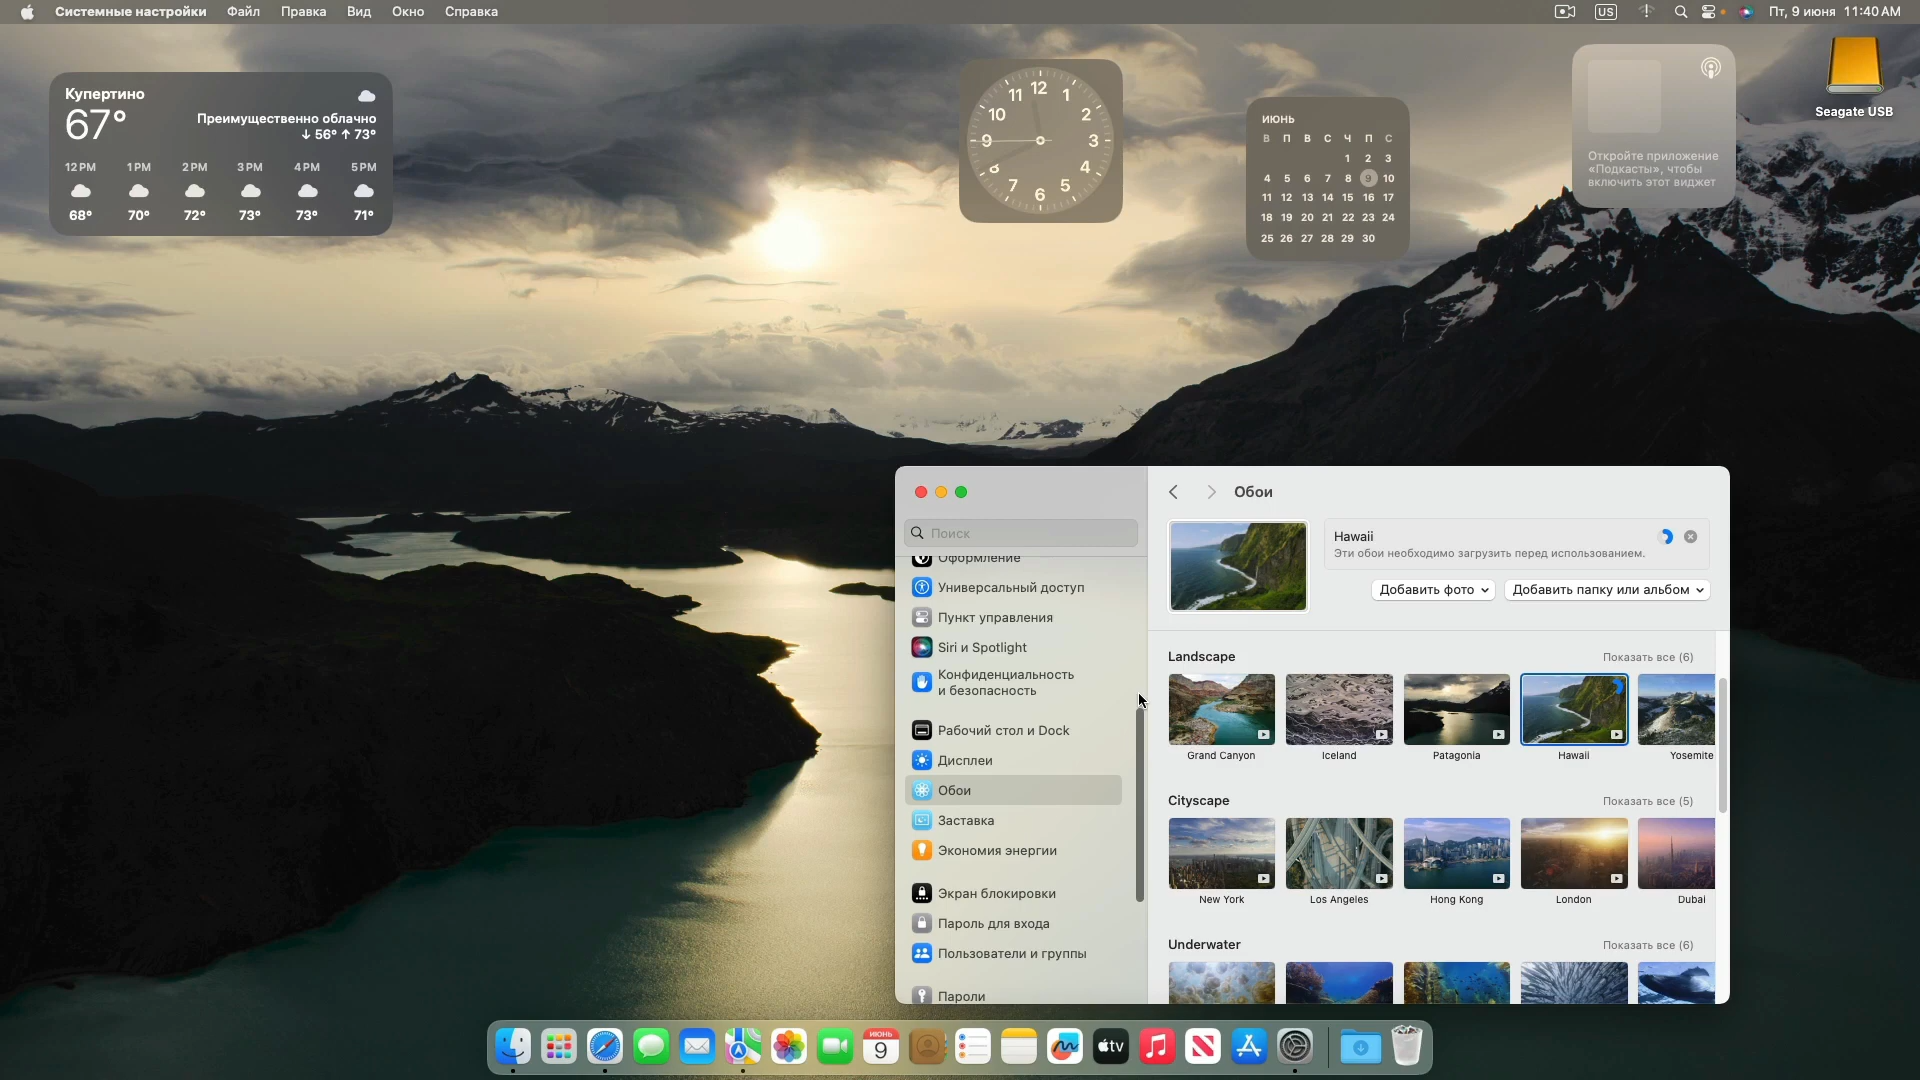 Системные настройки Файл Правка Вид Окно Справка
US Пт, 9 июня 11:40 AM
Купертино
67°
Преимущественно облачно
↓ 56° ↑ 73°
12 PM 1 PM 2 PM 3 PM 4 PM 5 PM
68° 70° 72° 73° 73° 71°
12 1 2 3 4 5 6 7 8 9 10 11
ИЮНЬ
В П В С Ч П С
1 2 3
4 5 6 7 8 9 10
11 12 13 14 15 16 17
18 19 20 21 22 23 24
25 26 27 28 29 30
Откройте приложение
«Подкасты», чтобы
включить этот виджет
Seagate USB
Поиск
Оформление
Универсальный доступ
Пункт управления
Siri и Spotlight
Конфиденциальность
и безопасность
Рабочий стол и Dock
Дисплеи
Обои
Заставка
Экономия энергии
Экран блокировки
Пароль для входа
Пользователи и группы
Пароли
Обои
Hawaii
Эти обои необходимо загрузить перед использованием.
Добавить фото Добавить папку или альбом
Landscape Показать все (6)
Grand Canyon Iceland Patagonia Hawaii Yosemite
Cityscape Показать все (5)
New York Los Angeles Hong Kong London Dubai
Underwater Показать все (6)
ИЮНЬ
9
tv